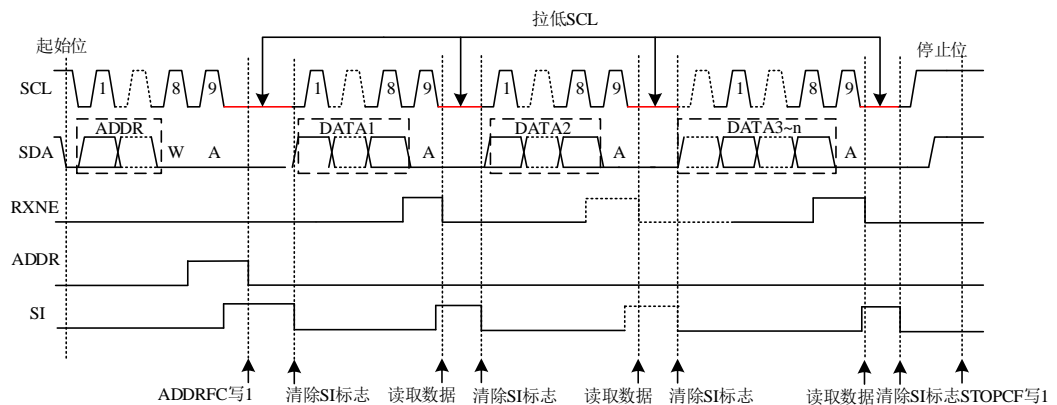 拉低SCL
起始位
停止位
SCL
1
8
9
1
8
9
1
8
9
1
8
9
ADDR
DATA1
DATA2
DATA3~n
SDA
W
A
A
A
A
RXNE
ADDR
SI
ADDRFC写1
清除SI标志
读取数据
清除SI标志
读取数据
清除SI标志
读取数据
清除SI标志
STOPCF写1